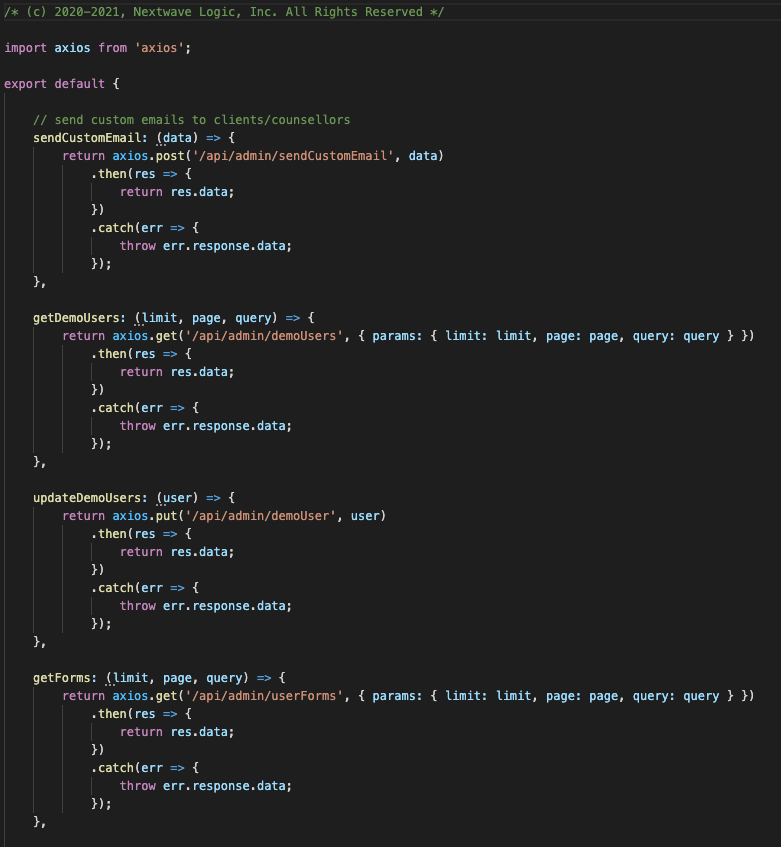 /* (c) 2020-2021, Nextwave Logic, Inc. All Rights Reserved */
import axios from 'axios';
export default {
// send custom emails to clients/counsellors
sendCustomEmail: (data) => {
return axios.post('/api/admin/sendCustomEmail', data)
.then(res => {
return res.data;
})
.catch(err => {
throw err.response.data;
});
},
getDemoUsers: (limit, page, query) => {
return axios.get('/api/admin/demoUsers', { params: { limit: limit, page: page, query: query } })
.then(res => {
return res.data;
})
.catch(err => {
throw err.response.data;
});
},
updateDemoUsers: (user) => {
return axios.put('/api/admin/demoUser', user)
.then(res => {
return res.data;
})
.catch(err => {
throw err.response.data;
});
},
getForms: (limit, page, query) => {
return axios.get('/api/admin/userForms', { params: { limit: limit, page: page, query: query } })
.then(res => {
return res.data;
})
.catch(err => {
throw err.response.data;
});
},